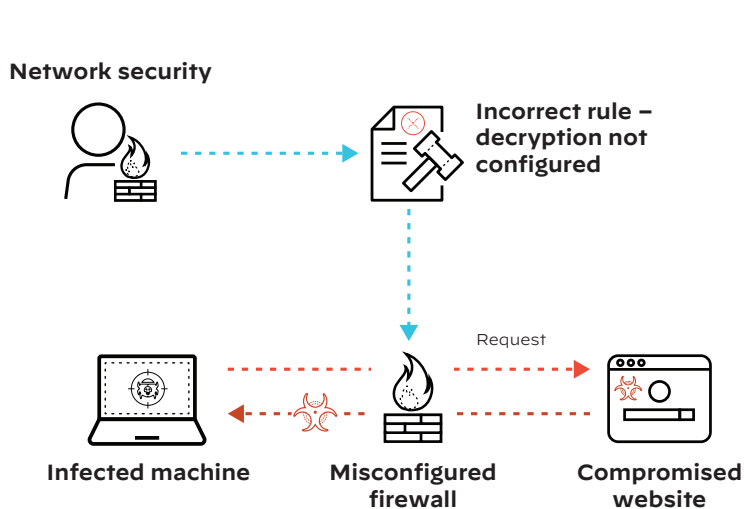 Network security
Incorrect rule –
decryption not
configured
Request
Infected machine
Misconfigured
firewall
Compromised
website